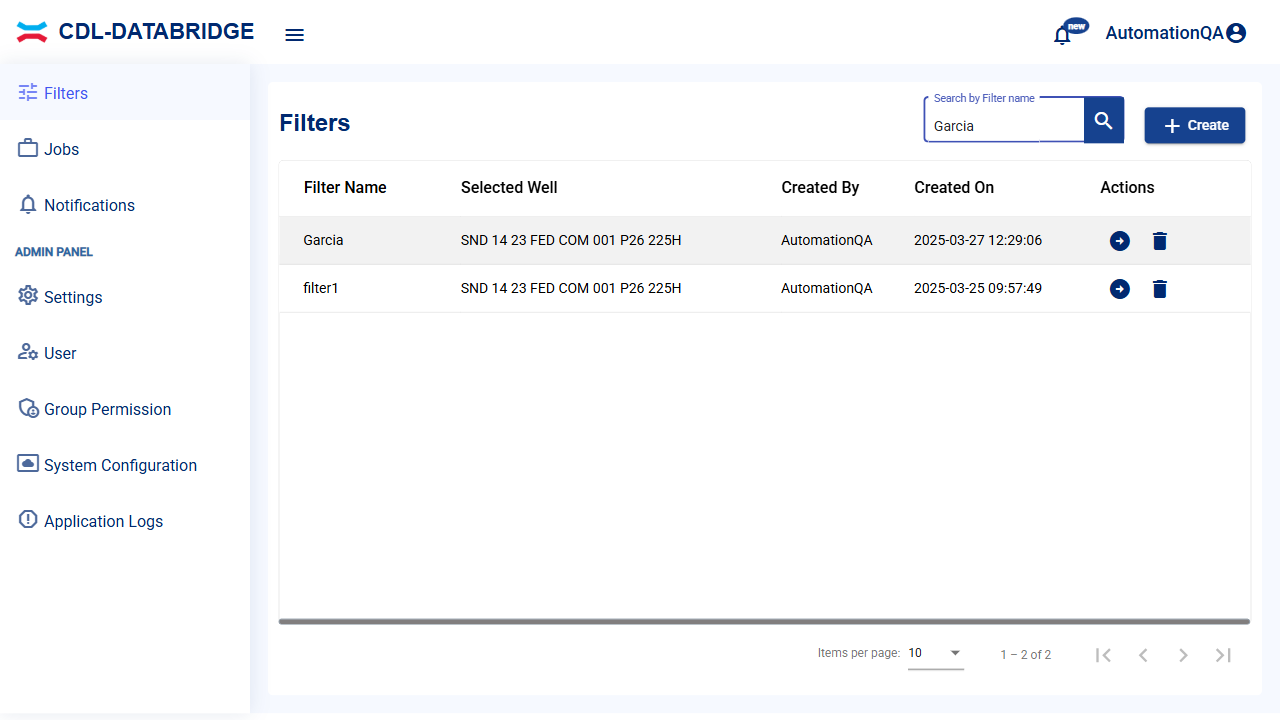 CDL-DATABRIDGE
new
AutomationQA
Filters
Jobs
Notifications
ADMIN PANEL
Settings
User
Group Permission
System Configuration
Application Logs
Filters
Search by Filter name
Garcia
Create
Filter Name Selected Well Created By Created On Actions
Garcia SND 14 23 FED COM 001 P26 225H AutomationQA 2025-03-27 12:29:06
filter1 SND 14 23 FED COM 001 P26 225H AutomationQA 2025-03-25 09:57:49
Items per page: 10 1 – 2 of 2